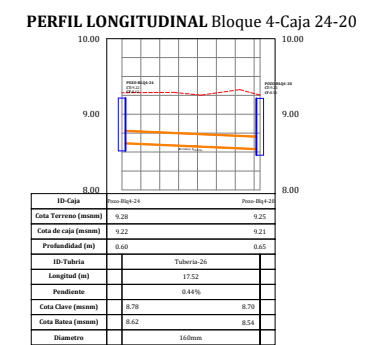 PERFIL LONGITUDINAL Bloque 4-Caja 24-20
10.00 10.00
9.00 9.00
8.00 8.00
ID-Caja Pozo-Blq4-24 Pozo-Blq4-20
Cota Terreno (msnm) 9.28 9.25
Cota de caja (msnm) 9.22 9.21
Profundidad (m) 0.60 0.65
ID-Tubria Tuberia-26
Longitud (m) 17.52
Pendiente 0.44%
Cota Clave (msnm) 8.78 8.70
Cota Batea (msnm) 8.62 8.54
Diametro 160mm